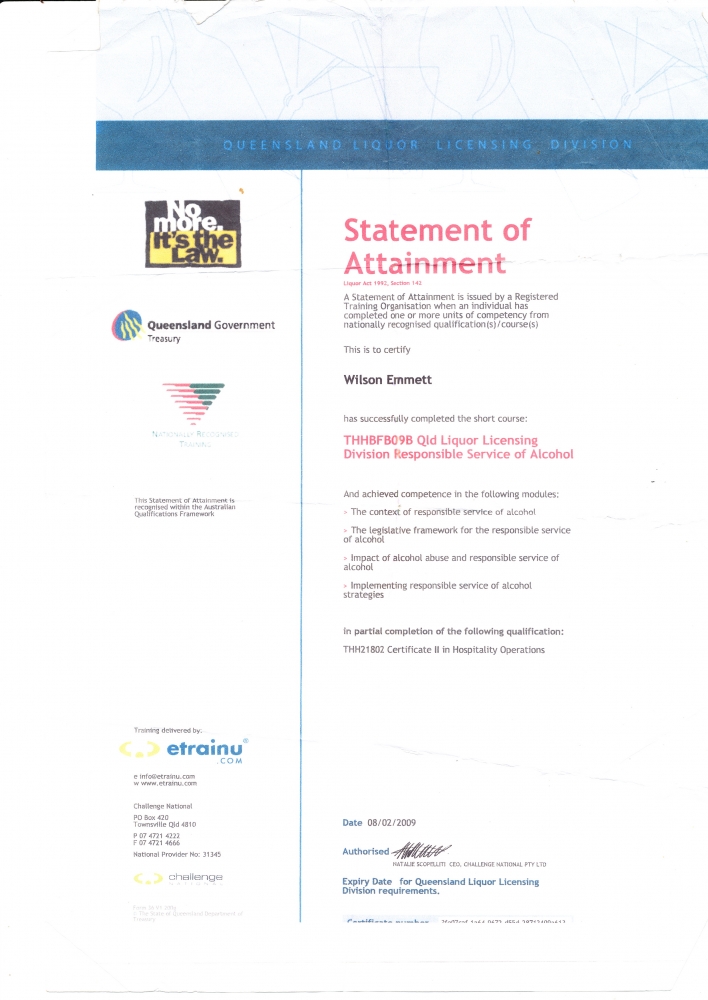 QUEENSLAND LIQUOR LICENSING DIVISION
No
more.
It's the
Law.
Queensland Government
Treasury
NATIONALLY RECOGNISED
TRAINING
This Statement of Attainment is
recognised within the Australian
Qualifications Framework
Statement of
Attainment
Liquor Act 1992, Section 142
A Statement of Attainment is issued by a Registered
Training Organisation when an individual has
completed one or more units of competency from
nationally recognised qualification(s)/course(s)
This is to certify
Wilson Emmett
has successfully completed the short course:
THHBFB09B Qld Liquor Licensing
Division Responsible Service of Alcohol
And achieved competence in the following modules:
> The context of responsible service of alcohol
> The legislative framework for the responsible service
of alcohol
> Impact of alcohol abuse and responsible service of
alcohol
> Implementing responsible service of alcohol
strategies
In partial completion of the following qualification:
THH21802 Certificate II in Hospitality Operations
Training delivered by:
etrainu®
.COM
e info@etrainu.com
w www.etrainu.com
Challenge National
PO Box 420
Townsville Qld 4810
P 07 4721 4222
F 07 4721 4666
National Provider No: 31345
challenge
NATIONAL
© The State of Queensland Department of
Treasury
Date 08/02/2009
Authorised
NATALIE SCOPELLITI CEO, CHALLENGE NATIONAL PTY LTD
Expiry Date for Queensland Liquor Licensing
Division requirements.
Certificate number